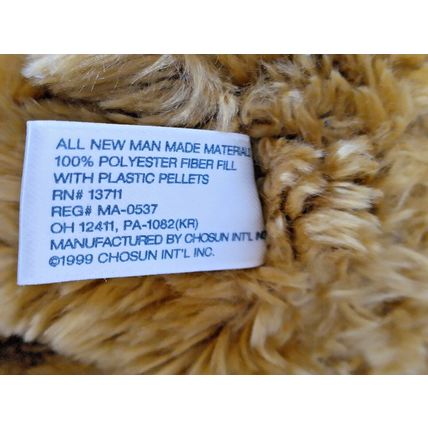 ALL NEW MAN MADE MATERIAL
100% POLYESTER FIBER FILL
WITH PLASTIC PELLETS
RN# 13711
REG# MA-0537
OH 12411, PA-1082(KR)
MANUFACTURED BY CHOSUN INT'L INC
©1999 CHOSUN INT'L INC.